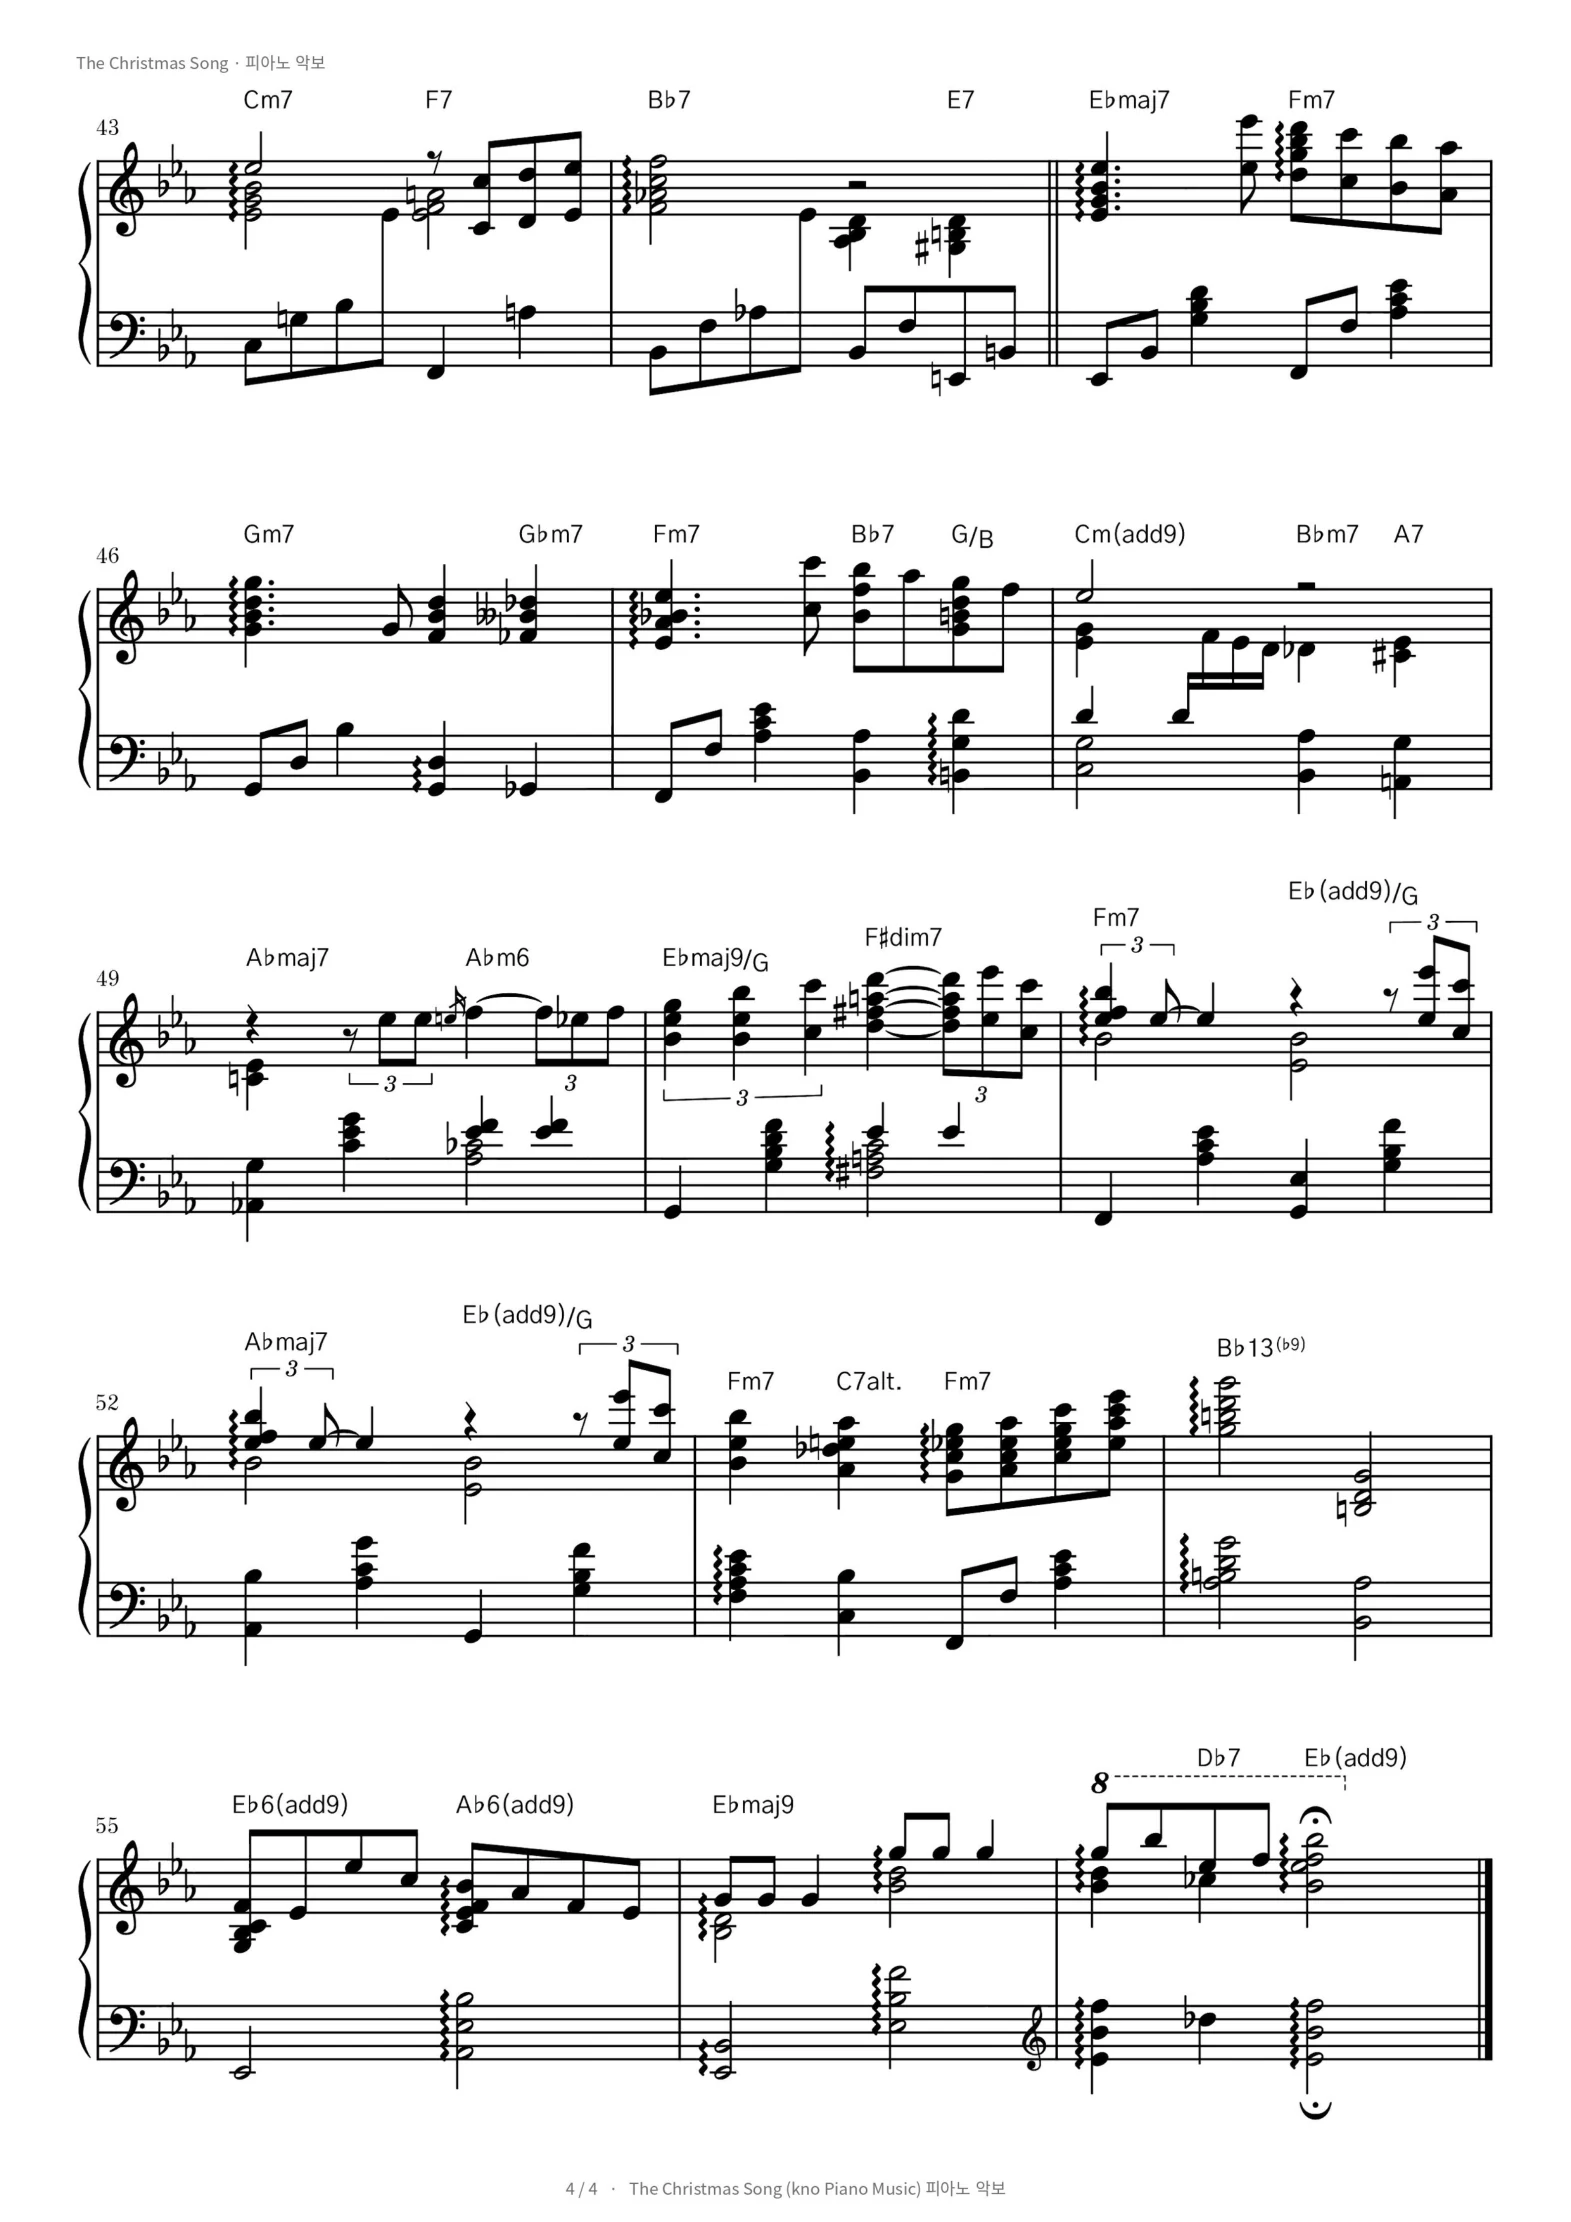 The Christmas Song · 피아노 악보
Cm7 F7 B♭7 E7 E♭maj7 Fm7
43
Gm7 G♭m7 Fm7 B♭7 G/B Cm(add9) B♭m7 A7
46
A♭maj7 A♭m6 E♭maj9/G F♯dim7 Fm7 E♭(add9)/G
49
3 3 3 3 3 3
A♭maj7 E♭(add9)/G Fm7 C7alt. Fm7 B♭13(♭9)
52
3 3
E♭6(add9) A♭6(add9) E♭maj9 D♭7 E♭(add9)
55
8
4 / 4 · The Christmas Song (kno Piano Music) 피아노 악보